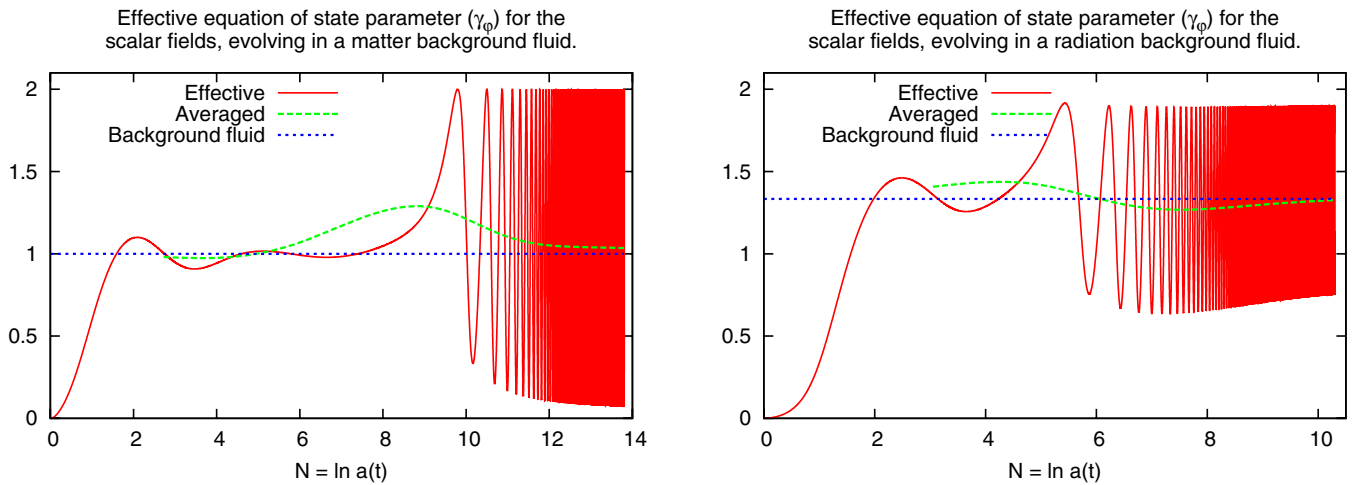 Effective equation of state parameter (γφ) for the
scalar fields, evolving in a matter background fluid.
2
1.5
1
0.5
0
Effective
Averaged
Background fluid
0 2 4 6 8 10 12 14
N = ln a(t)
Effective equation of state parameter (γφ) for the
scalar fields, evolving in a radiation background fluid.
2
1.5
1
0.5
0
Effective
Averaged
Background fluid
0 2 4 6 8 10
N = ln a(t)